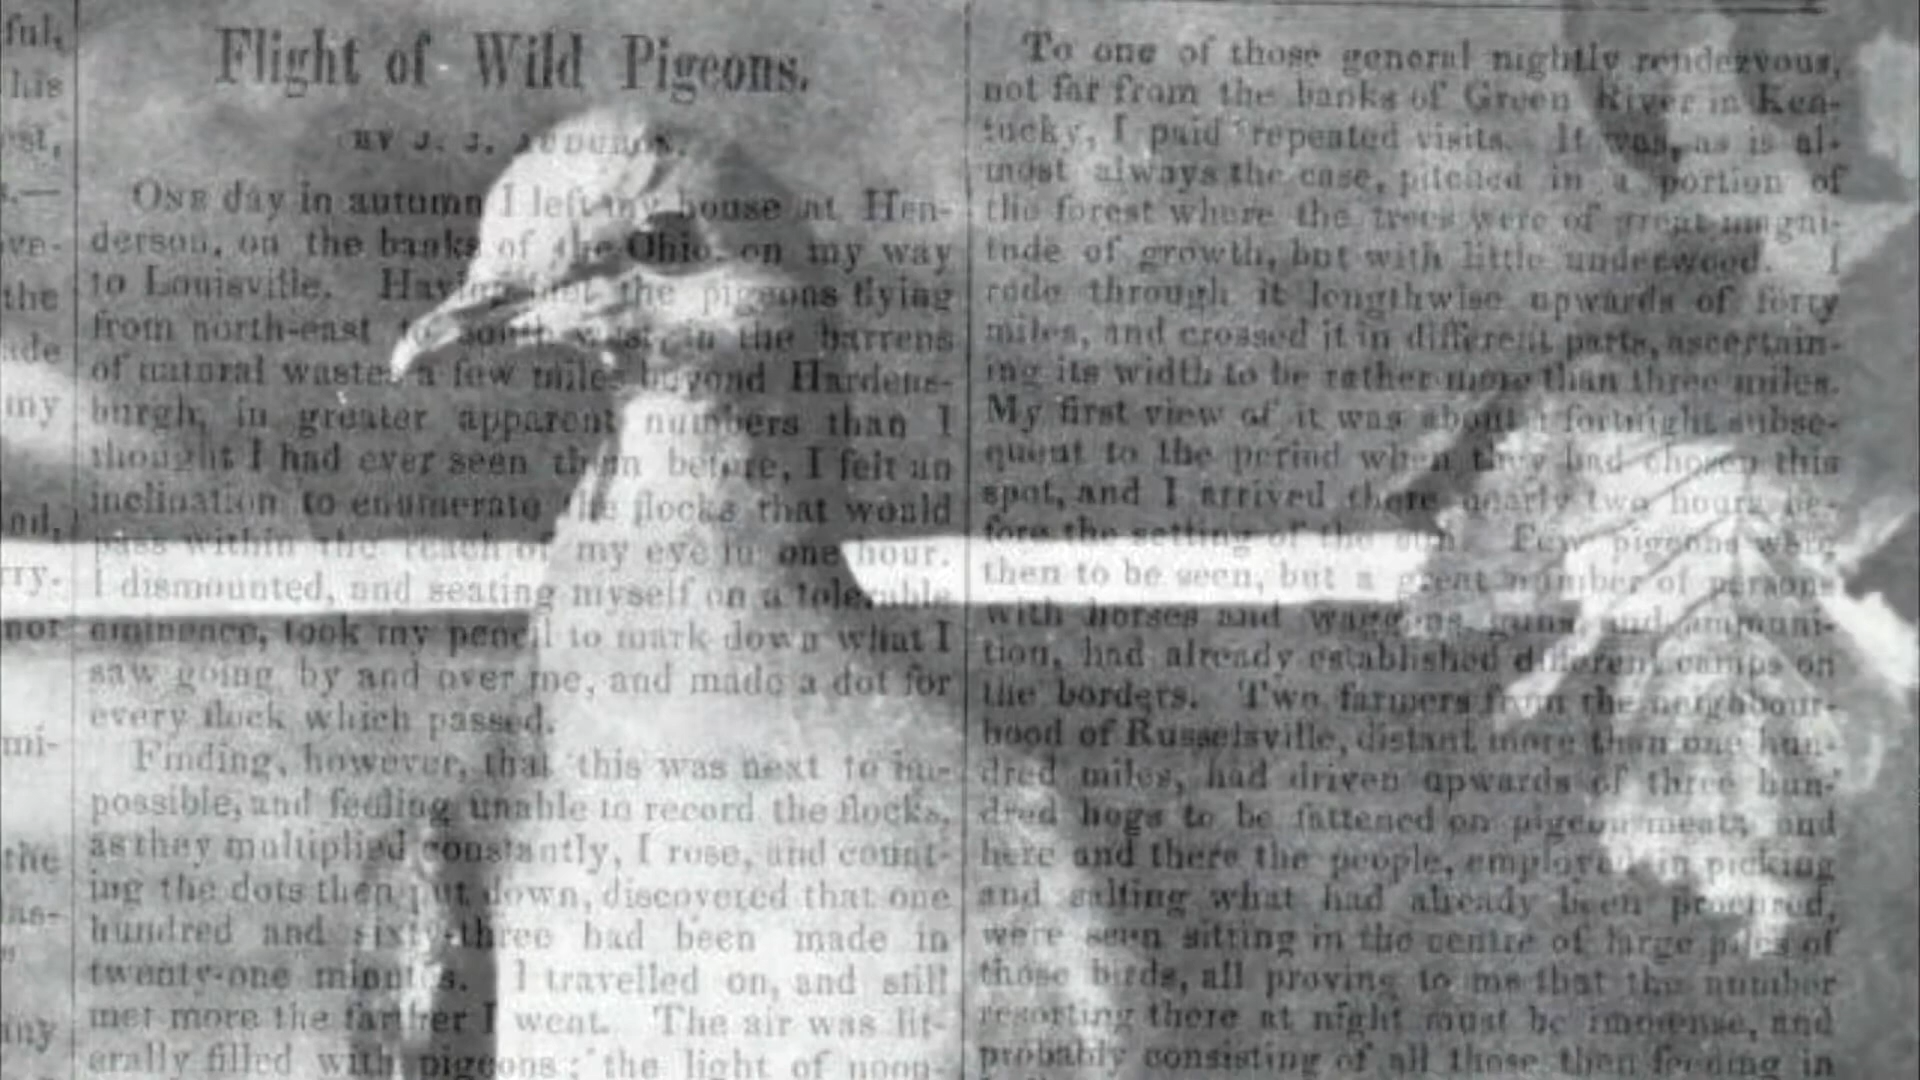 ful,
his
est,
s.—
ve-
the
ade
my
and,
rry.
not
mi-
the
as-
any
Flight of Wild Pigeons.
BY J. J. AUDUBON.
ONE day in autumn I left my house at Hen-
derson, on the banks of the Ohio, on my way
to Louisville. Having met the pigeons flying
from north-east to south-west, in the barrens
of natural wastes a few miles beyond Hardens-
burgh, in greater apparent numbers than I
thought I had ever seen them before, I felt an
inclination to enumerate the flocks that would
pass within the reach of my eye in one hour.
I dismounted, and seating myself on a tolerable
eminence, took my pencil to mark down what I
saw going by and over me, and made a dot for
every flock which passed.
Finding, however, that this was next to im-
possible, and feeling unable to record the flocks,
as they multiplied constantly, I rose, and count-
ing the dots then put down, discovered that one
hundred and sixty-three had been made in
twenty-one minutes. I travelled on, and still
met more the farther I went. The air was lit-
erally filled with pigeons; the light of noon-
To one of those general nightly rendezvous,
not far from the banks of Green River in Ken-
tucky, I paid repeated visits. It was, as is al-
most always the case, pitched in a portion of
the forest where the trees were of great magni-
tude of growth, but with little underwood. I
rode through it lengthwise upwards of forty
miles, and crossed it in different parts, ascertain-
ing its width to be rather more than three miles.
My first view of it was about a fortnight subse-
quent to the period when they had chosen this
spot, and I arrived there nearly two hours be-
fore the setting of the sun. Few pigeons were
then to be seen, but a great number of persons
with horses and waggons, guns and ammuni-
tion, had already established different camps on
the borders. Two farmers from the neighbour-
hood of Russelsville, distant more than one hun-
dred miles, had driven upwards of three hun-
dred hogs to be fattened on pigeon meat, and
here and there the people, employed in picking
and salting what had already been procured,
were seen sitting in the centre of large piles of
those birds, all proving to me that the number
resorting there at night must be immense, and
probably consisting of all those then feeding in